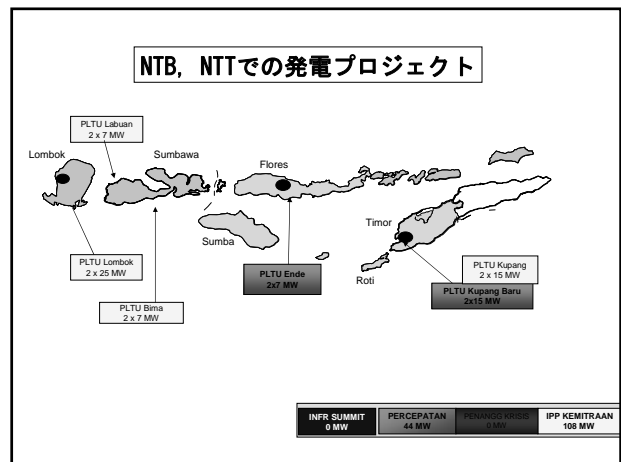 NTB, NTTでの発電プロジェクト
PLTU Labuan
2 x 7 MW
Lombok
Sumbawa
Flores
Timor
Sumba
Roti
PLTU Lombok
2 x 25 MW
PLTU Bima
2 x 7 MW
PLTU Ende
2x7 MW
PLTU Kupang
2 x 15 MW
PLTU Kupang Baru
2x15 MW
INFR SUMMIT
0 MW
PERCEPATAN
44 MW
PENANGG KRISIS
0 MW
IPP KEMITRAAN
108 MW